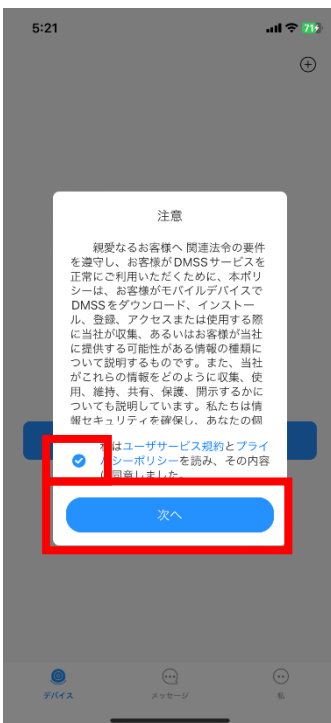 5:21
71
注意
親愛なるお客様へ 関連法令の要件
を遵守し、お客様がDMSSサービスを
正常にご利用いただくために、本ポリ
シーは、お客様がモバイルデバイスで
DMSSをダウンロード、インストー
ル、登録、アクセスまたは使用する際
に当社が収集、あるいはお客様が当社
に提供する可能性がある情報の種類に
ついて説明するものです。また、当社
がこれらの情報をどのように収集、使
用、維持、共有、保護、開示するかに
ついても説明しています。私たちは情
報セキュリティを確保し、あなたの個
はユーザサービス規約とプライ
シーポリシーを読み、その内容
同意しました。
次へ
デバイス
メッセージ
私